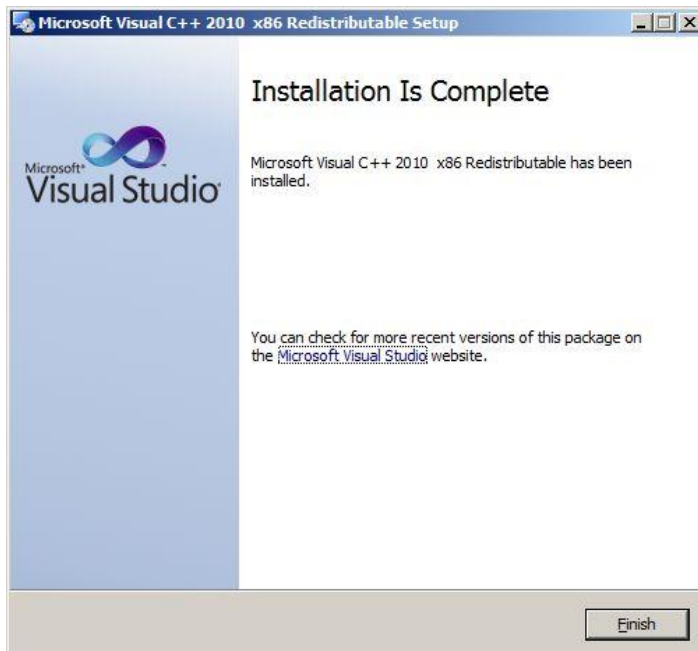 Microsoft Visual C++ 2010 x86 Redistributable Setup
Installation Is Complete
Microsoft®
Visual Studio®
Microsoft Visual C++ 2010 x86 Redistributable has been
installed.
You can check for more recent versions of this package on
the Microsoft Visual Studio website.
Finish